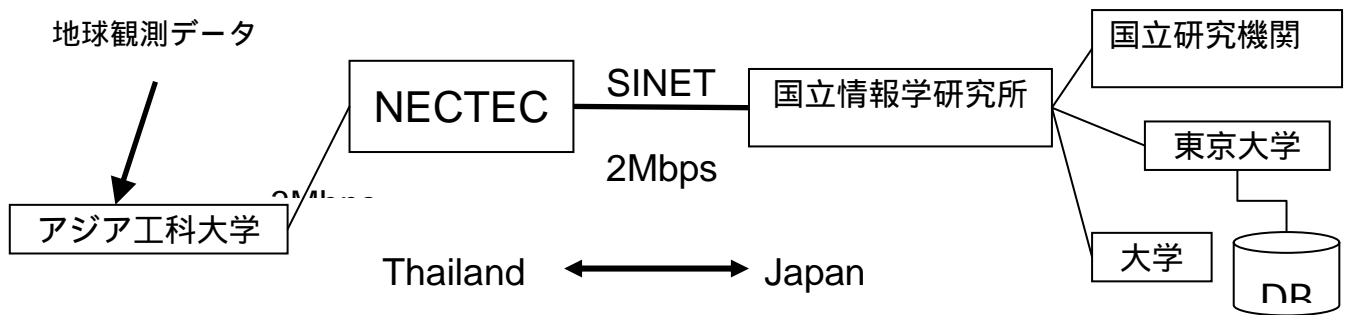 地球観測データ
NECTEC
SINET
2Mbps
国立情報学研究所
国立研究機関
東京大学
大学
アジア工科大学
Thailand
Japan